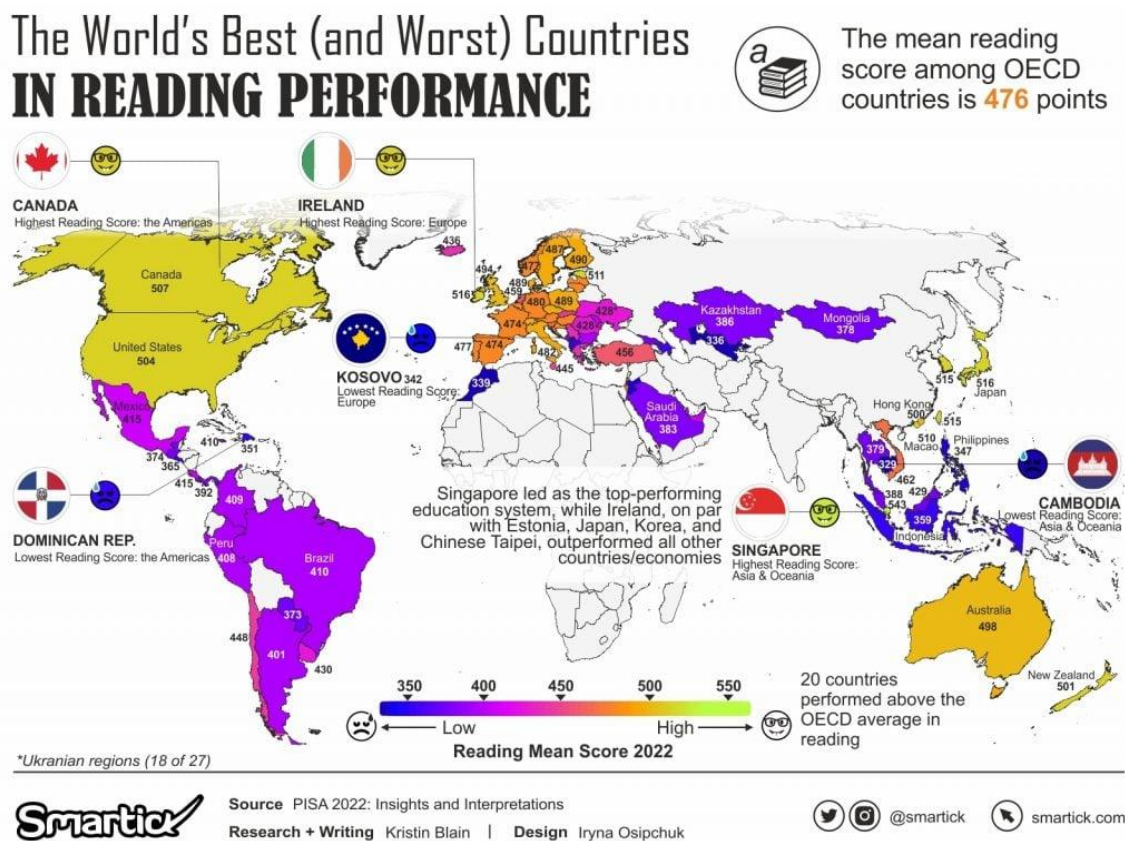 The World's Best (and Worst) Countries
IN READING PERFORMANCE
a
The mean reading
score among OECD
countries is 476 points
CANADA
Highest Reading Score: the Americas
IRELAND
Highest Reading Score: Europe
436
Canada
507
United States
504
Mexico
415
494
516
489
459
477
487
490
511
480
489
474
428*
428
477
474
482
445
456
KOSOVO 342
Lowest Reading Score:
Europe
339
Kazakhstan
386
336
Mongolia
378
Saudi
Arabia
383
515
516
Japan
Hong Kong
500
515
510
Macao
Philippines
347
379
329
462
388
429
543
359
Indonesia
CAMBODIA
Lowest Reading Score:
Asia & Oceania
410
374
365
351
415
392
409
DOMINICAN REP.
Lowest Reading Score: the Americas
Peru
408
Brazil
410
373
448
401
430
Singapore led as the top-performing
education system, while Ireland, on par
with Estonia, Japan, Korea, and
Chinese Taipei, outperformed all other
countries/economies
SINGAPORE
Highest Reading Score:
Asia & Oceania
Australia
498
New Zealand
501
350 400 450 500 550
Low High
Reading Mean Score 2022
20 countries
performed above the
OECD average in
reading
*Ukranian regions (18 of 27)
Smartick
Source PISA 2022: Insights and Interpretations
Research + Writing Kristin Blain | Design Iryna Osipchuk
@smartick
smartick.com